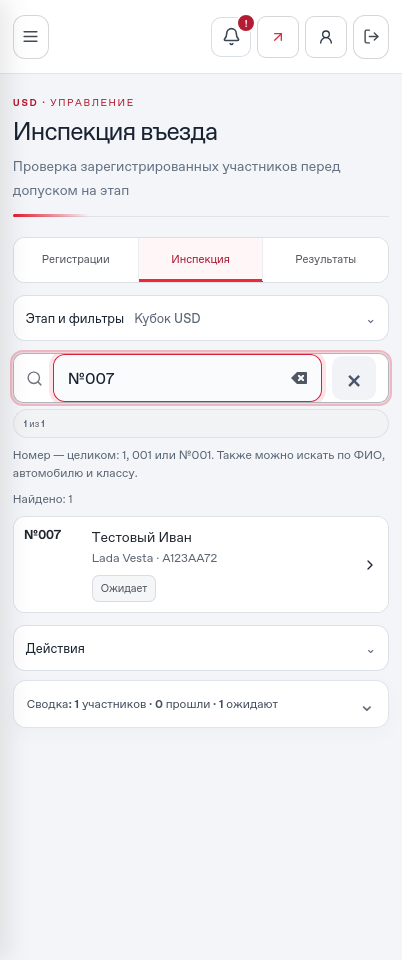 !
USD · УПРАВЛЕНИЕ
Инспекция въезда
Проверка зарегистрированных участников перед
допуском на этап
Регистрации
Инспекция
Результаты
Этап и фильтры Кубок USD
№007
1 из 1
Номер — целиком: 1, 001 или №001. Также можно искать по ФИО,
автомобилю и классу.
Найдено: 1
№007
Тестовый Иван
Lada Vesta · A123AA72
Ожидает
Действия
Сводка: 1 участников · 0 прошли · 1 ожидают